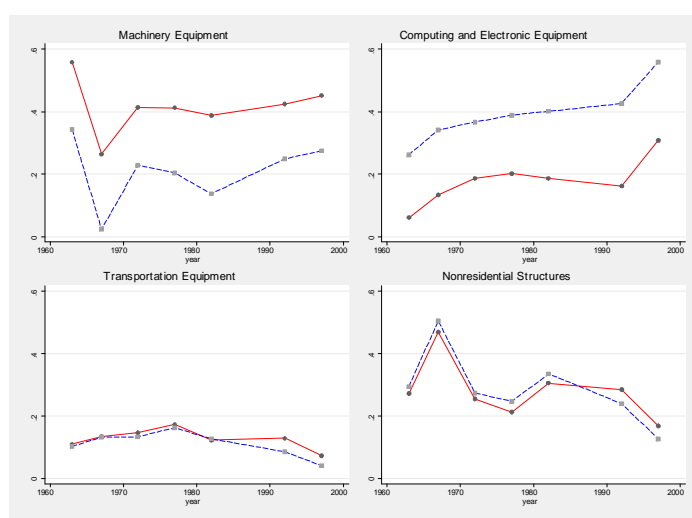 Machinery Equipment
Computing and Electronic Equipment
.6
.4
.2
0
1960 1970 1980 1990 2000
year
.6
.4
.2
0
1960 1970 1980 1990 2000
year
Transportation Equipment
Nonresidential Structures
.6
.4
.2
0
1960 1970 1980 1990 2000
year
.6
.4
.2
0
1960 1970 1980 1990 2000
year